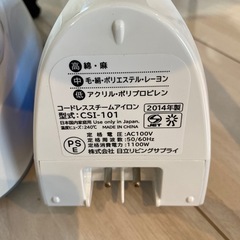 高 綿・麻
中 毛・絹・ポリエステル・レーヨン
低 アクリル・ポリプロピレン
コードレススチームアイロン
型式:CSI-101
2014年製
日本国内家庭用 Use only in Japan.
温度ヒューズ:240℃ MADE IN CHINA
定格電圧:AC100V
定格周波数:50/60Hz
定格消費電力:1100W
PS
E
株式会社 日立リビングサプライ